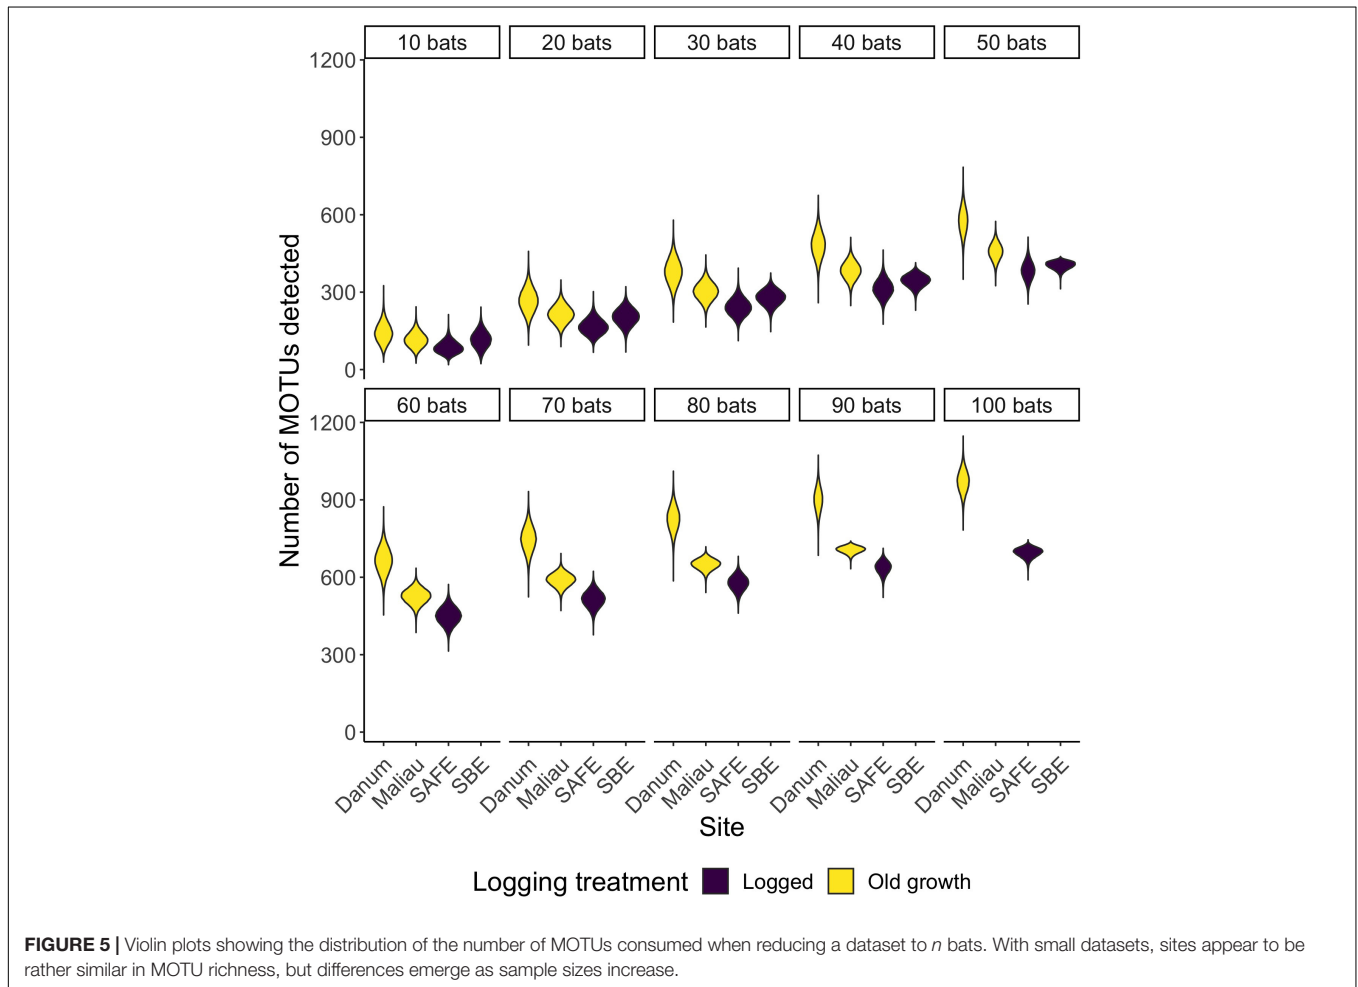 10 bats 20 bats 30 bats 40 bats 50 bats
1200
900
600
300
0
60 bats 70 bats 80 bats 90 bats 100 bats
1200
900
600
300
0
Number of MOTUs detected
Danum Maliau SAFE SBE Danum Maliau SAFE SBE Danum Maliau SAFE SBE Danum Maliau SAFE SBE Danum Maliau SAFE SBE
Site
Logging treatment Logged Old growth
FIGURE 5 | Violin plots showing the distribution of the number of MOTUs consumed when reducing a dataset to n bats. With small datasets, sites appear to be
rather similar in MOTU richness, but differences emerge as sample sizes increase.